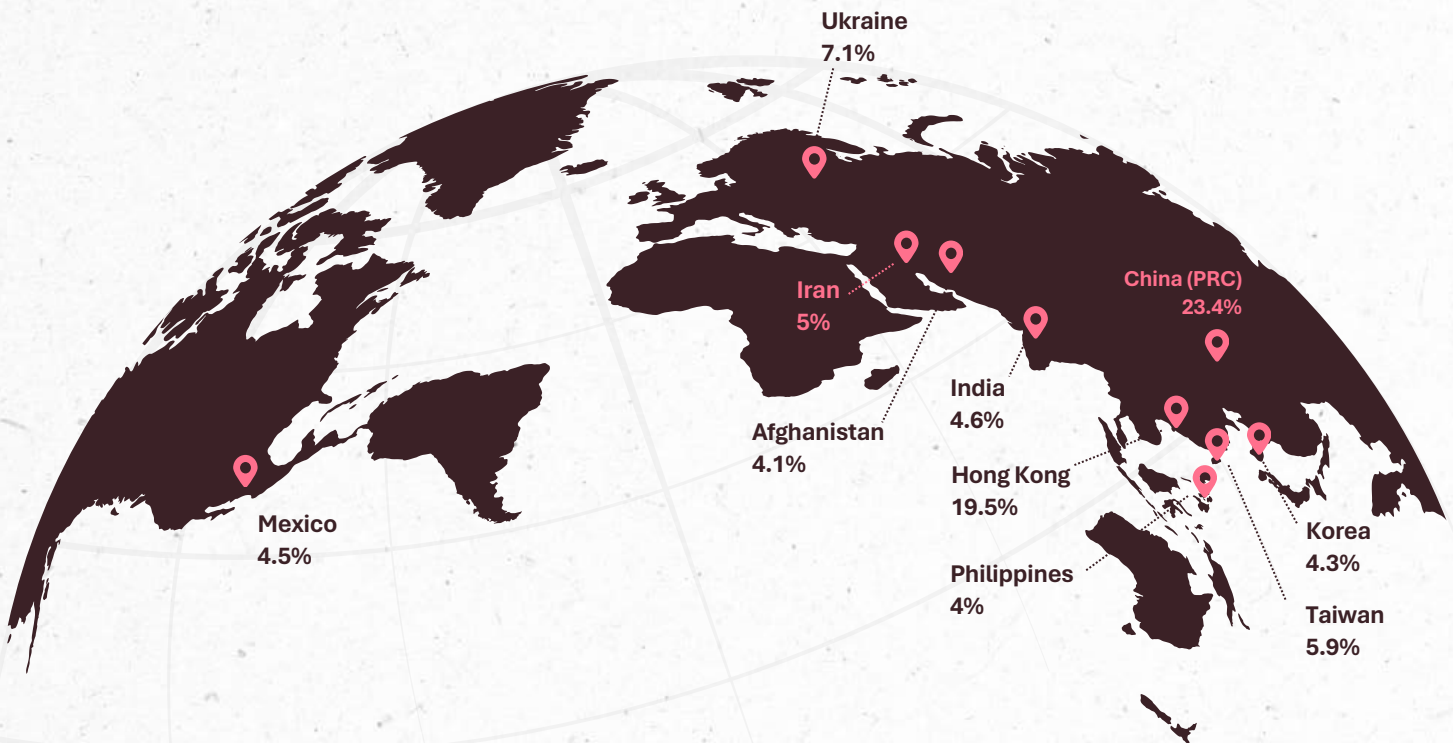 Ukraine
7.1%
Iran
5%
China (PRC)
23.4%
India
4.6%
Afghanistan
4.1%
Hong Kong
19.5%
Mexico
4.5%
Korea
4.3%
Philippines
4%
Taiwan
5.9%